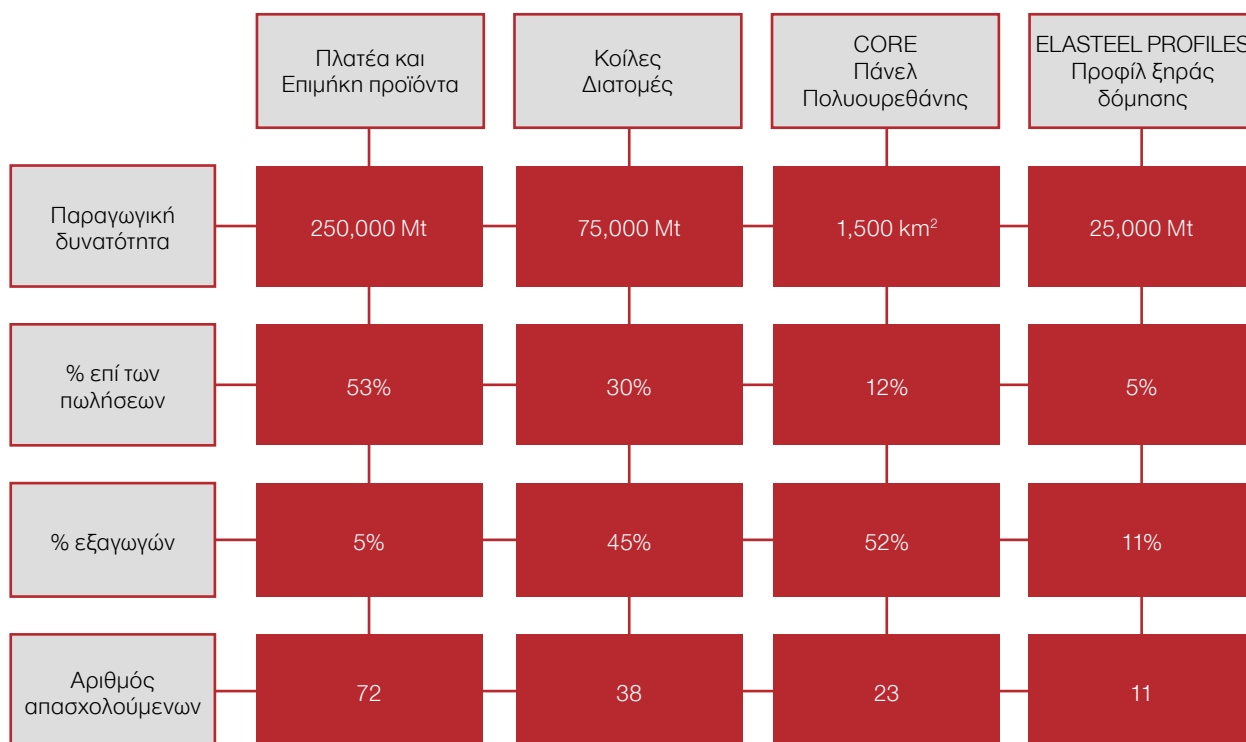 Πλατέα και
Επιμήκη προϊόντα
Κοίλες
Διατομές
CORE
Πάνελ
Πολυουρεθάνης
ELASTEEL PROFILES
Προφίλ ξηράς
δόμησης
Παραγωγική
δυνατότητα
250,000 Mt
75,000 Mt
1,500 km²
25,000 Mt
% επί των
πωλήσεων
53%
30%
12%
5%
% εξαγωγών
5%
45%
52%
11%
Αριθμός
απασχολούμενων
72
38
23
11